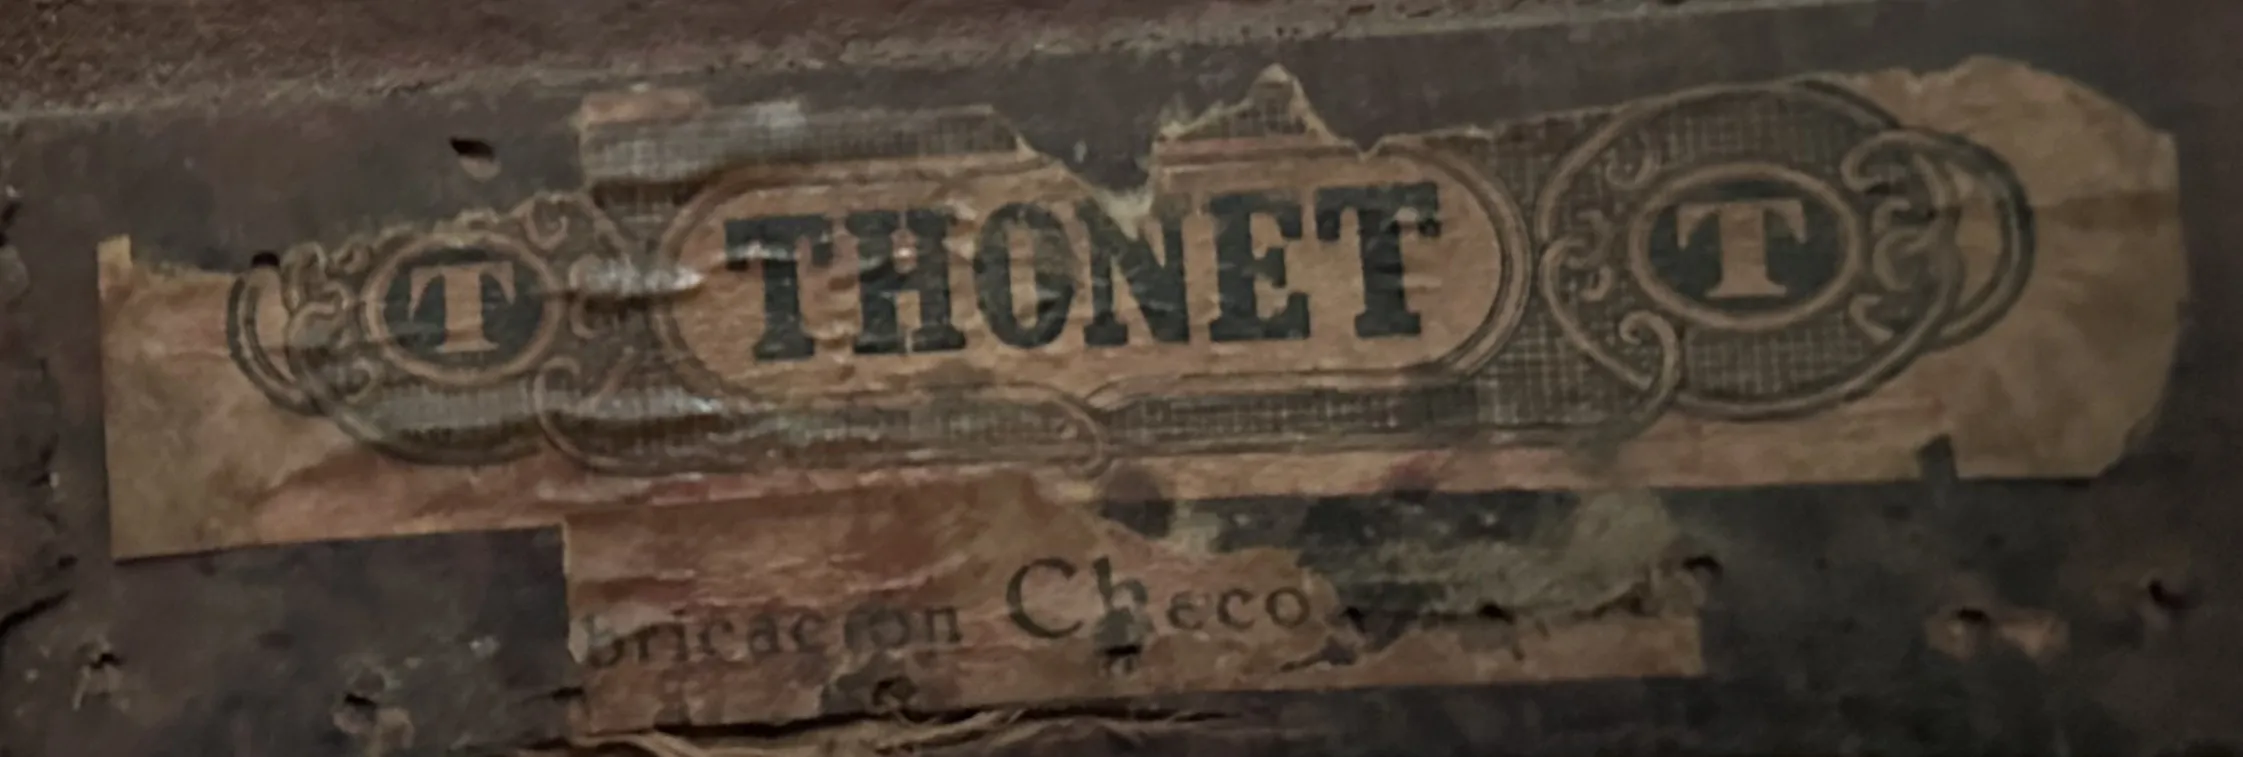 T THONET T
bricacion Checo